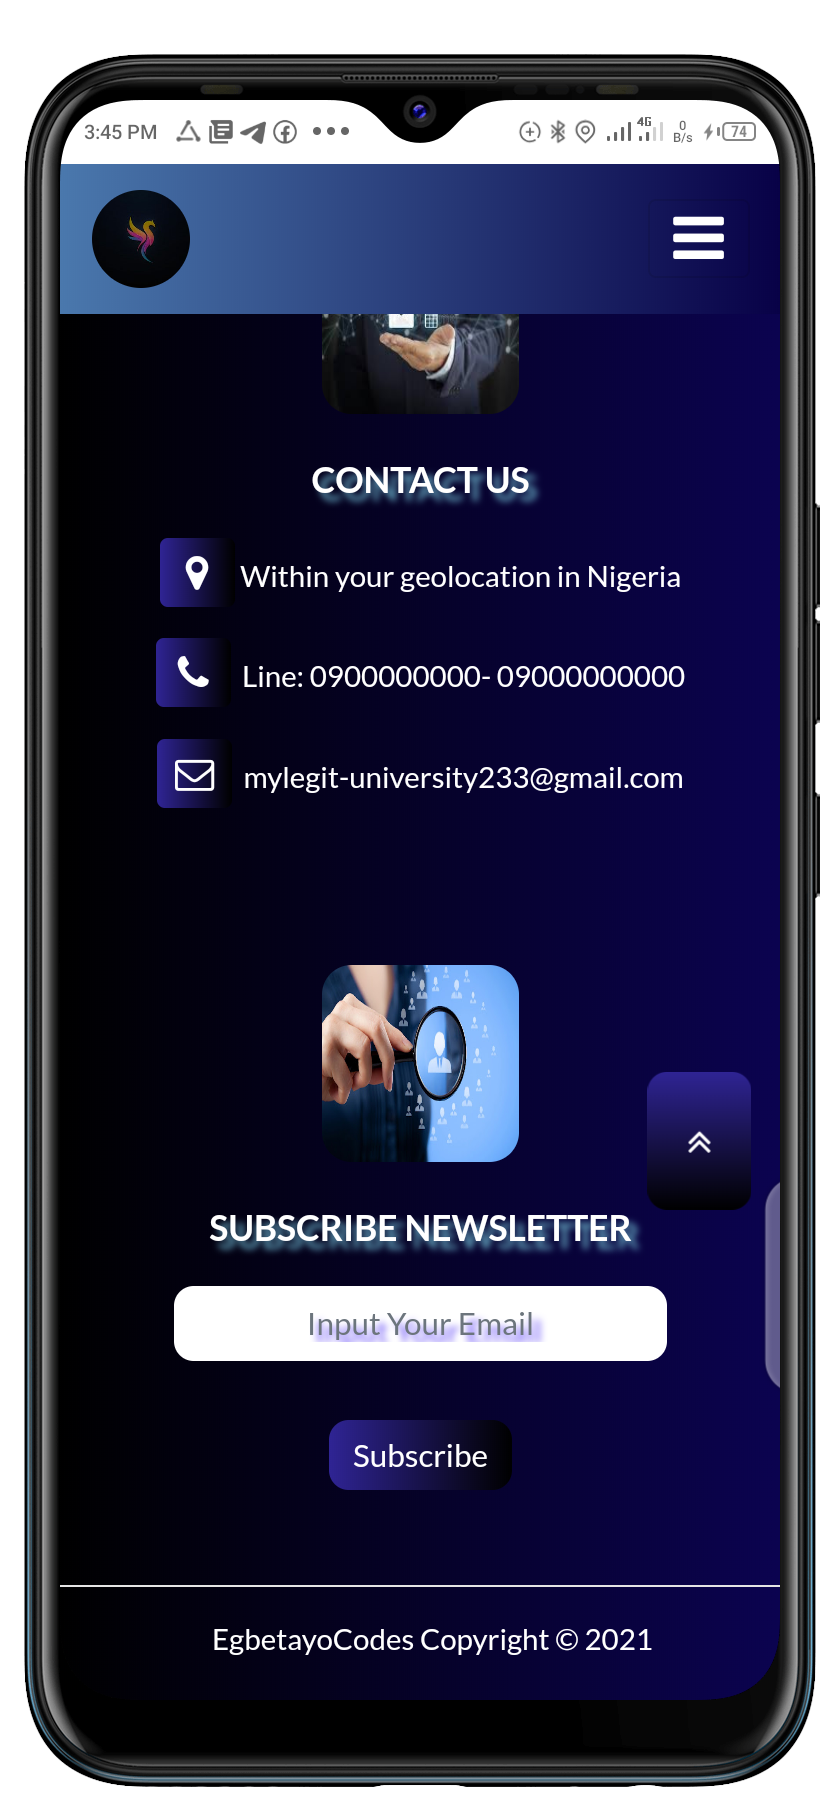 3:45 PM
4G
0
B/s
74
CONTACT US
Within your geolocation in Nigeria
Line: 0900000000- 09000000000
mylegit-university233@gmail.com
SUBSCRIBE NEWSLETTER
Input Your Email
Subscribe
EgbetayoCodes Copyright © 2021